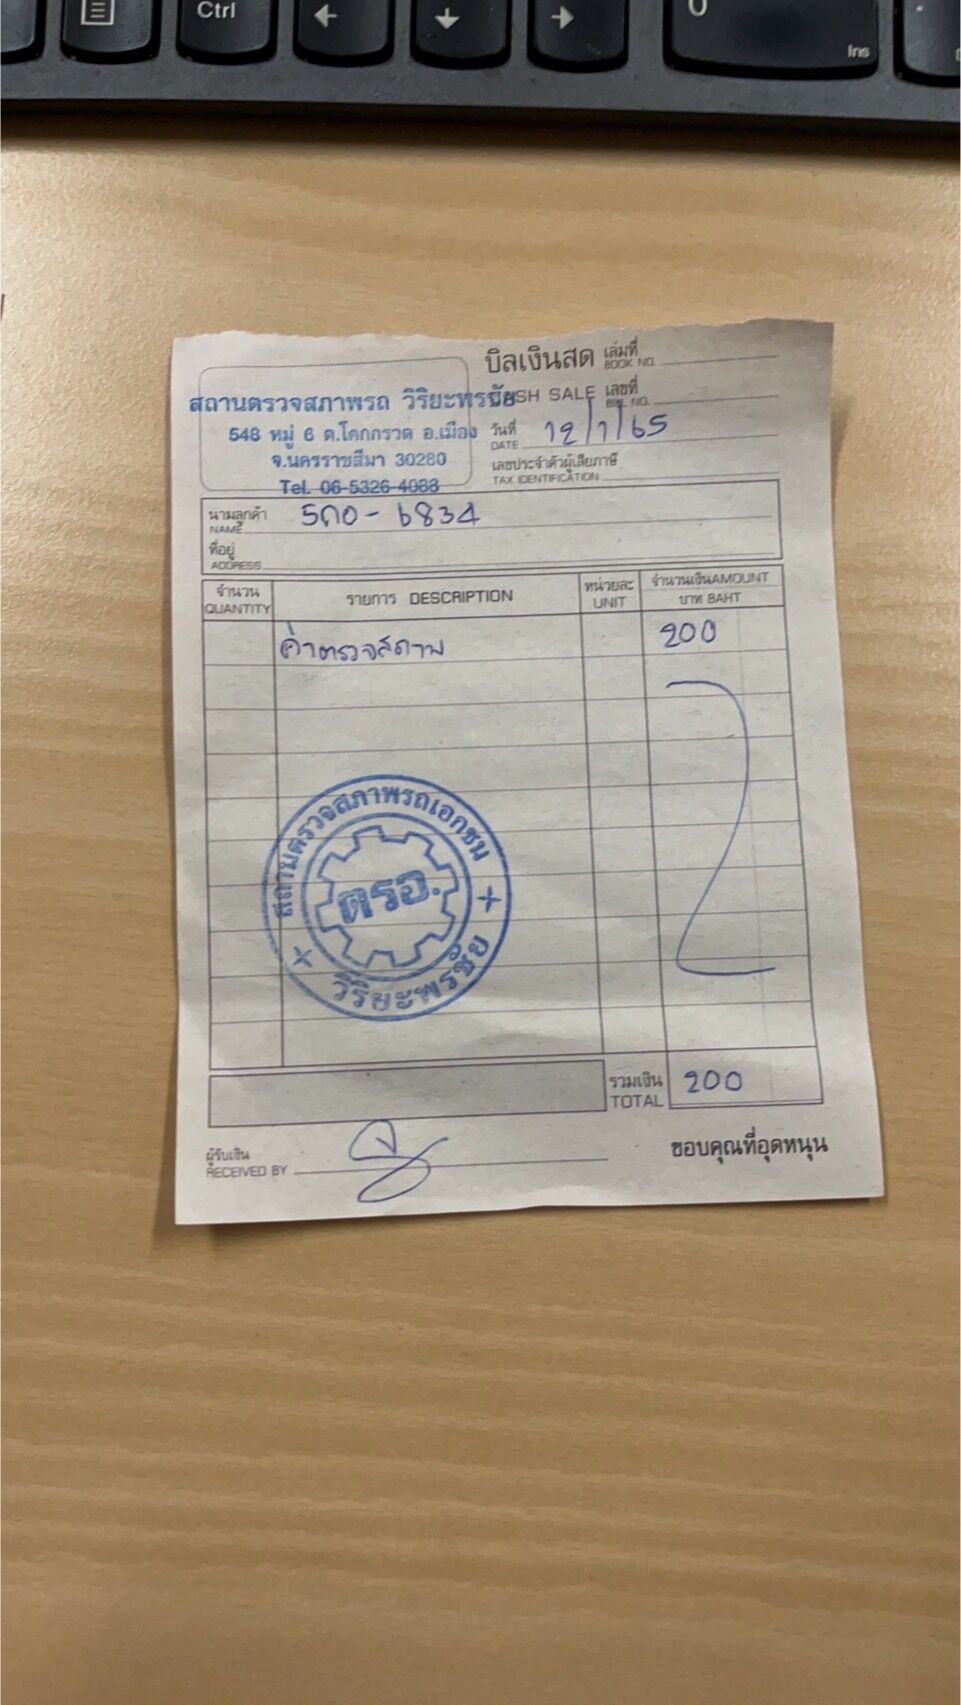 Ctrl
Ins
บิลเงินสด เล่มที่
BOOK NO.
สถานตรวจสภาพรถ วิริยะพรชัย
CASH SALE เลขที่
BILL NO.
548 หมู่ 6 ต.โคกกรวด อ.เมือง
วันที่ 12/1/65
DATE
จ.นครราชสีมา 30280
เลขประจำตัวผู้เสียภาษี
TAX IDENTIFICATION
Tel. 06-5326-4088
นามลูกค้า 5กอ-6834
NAME
ที่อยู่
ADDRESS
จำนวน
QUANTITY
รายการ DESCRIPTION
หน่วยละ
UNIT
จำนวนเงินAMOUNT
บาท BAHT
ค่าตรวจสภาพ 200
สถานตรวจสภาพรถเอกชน
ตรอ.
วิริยะพรชัย
รวมเงิน 200
TOTAL
ผู้รับเงิน
RECEIVED BY
ขอบคุณที่อุดหนุน